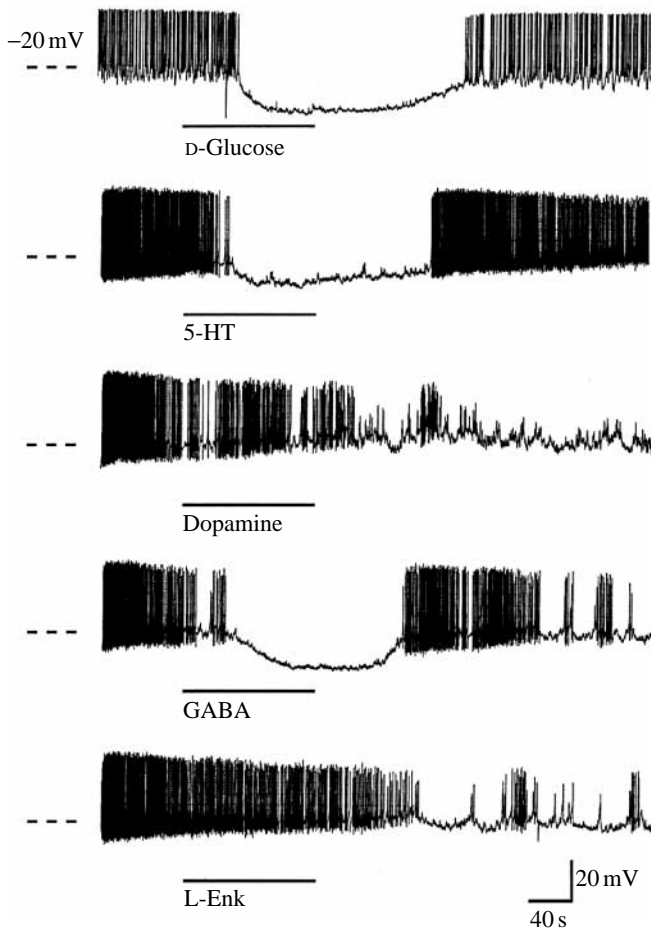 −20 mV
D-Glucose
5-HT
Dopamine
GABA
L-Enk
20 mV
40 s